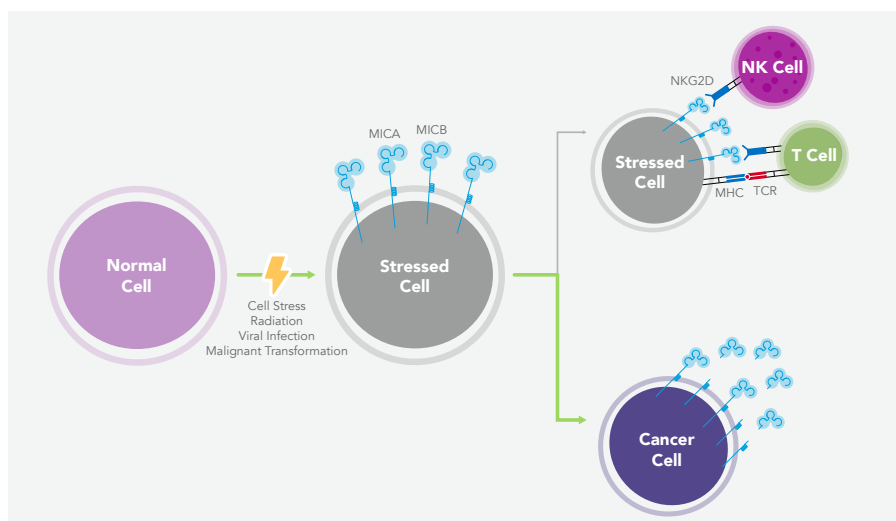 Normal
Cell
Cell Stress
Radiation
Viral Infection
Malignant Transformation
MICA
MICB
Stressed
Cell
NKG2D
NK Cell
Stressed
Cell
T Cell
MHC
TCR
Cancer
Cell